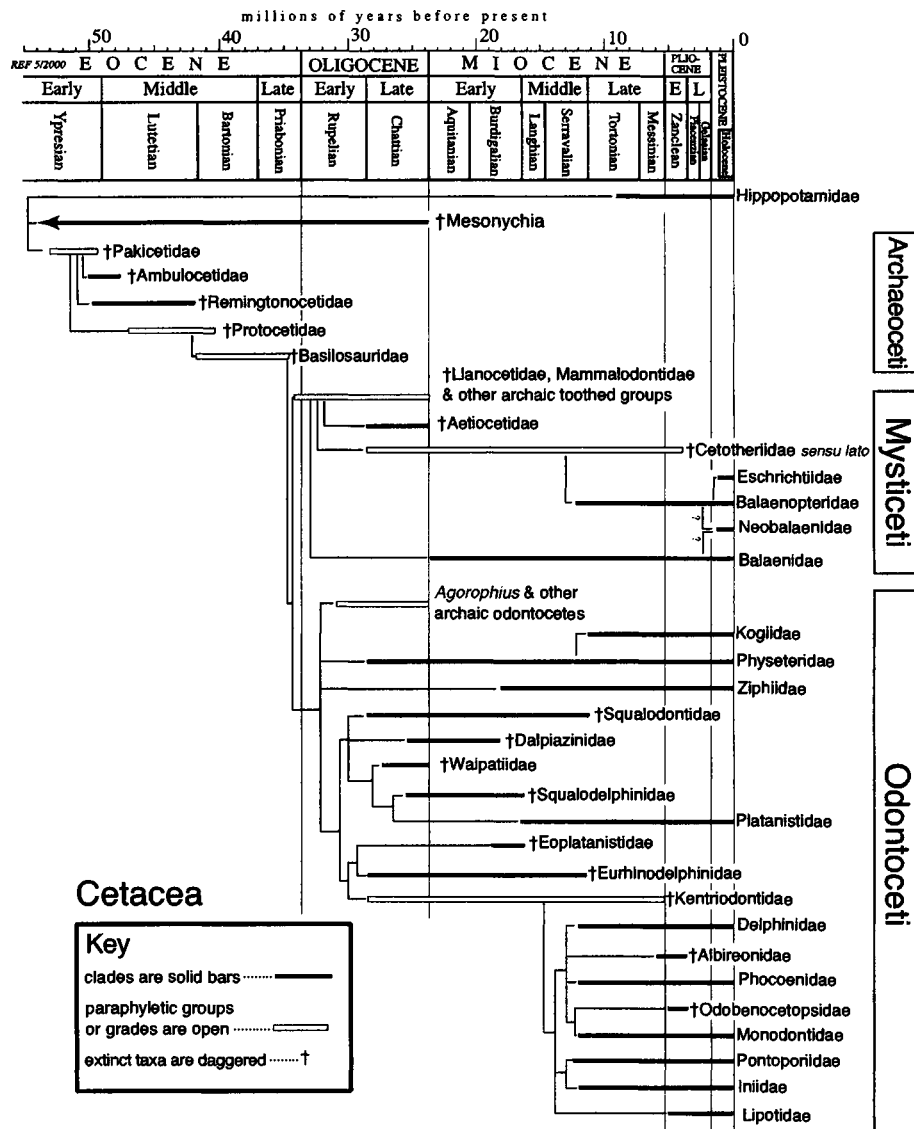 millions of years before present
50 40 30 20 10 0
REF 5/2000 EOCENE OLIGOCENE MIOCENE PLIO-CENE PLEISTOCENE
Early Middle Late Early Late Early Middle Late E L
Ypresian Lutetian Bartonian Priabonian Rupelian Chattian Aquitanian Burdigalian Langhian Serravalian Tortonian Messinian Zanclean Piacenzian Holocene
Hippopotamidae
†Mesonychia
†Pakicetidae
†Ambulocetidae
†Remingtonocetidae
†Protocetidae
†Basilosauridae
Archaeoceti
†Llanocetidae, Mammalodontidae
& other archaic toothed groups
†Aetiocetidae
†Cetotheriidae sensu lato
Eschrichtiidae
Balaenopteridae
?
Neobalaenidae
?
Balaenidae
Mysticeti
Agorophius & other
archaic odontocetes
Kogiidae
Physeteridae
Ziphiidae
†Squalodontidae
†Dalpiazinidae
†Waipatiidae
†Squalodelphinidae
Platanistidae
†Eoplatanistidae
†Eurhinodelphinidae
†Kentriodontidae
Delphinidae
†Albireonidae
Phocoenidae
†Odobenocetopsidae
Monodontidae
Pontoporiidae
Iniidae
Lipotidae
Odontoceti
Cetacea
Key
clades are solid bars ........
paraphyletic groups
or grades are open ........
extinct taxa are daggered ...... †